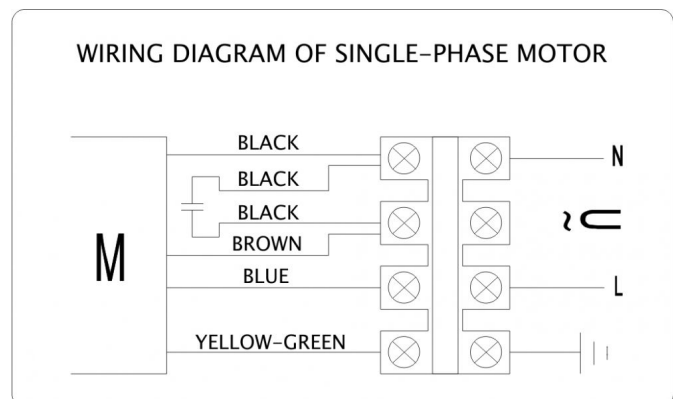 WIRING DIAGRAM OF SINGLE-PHASE MOTOR
BLACK
N
BLACK
BLACK
~U
BROWN
M
BLUE
L
YELLOW-GREEN